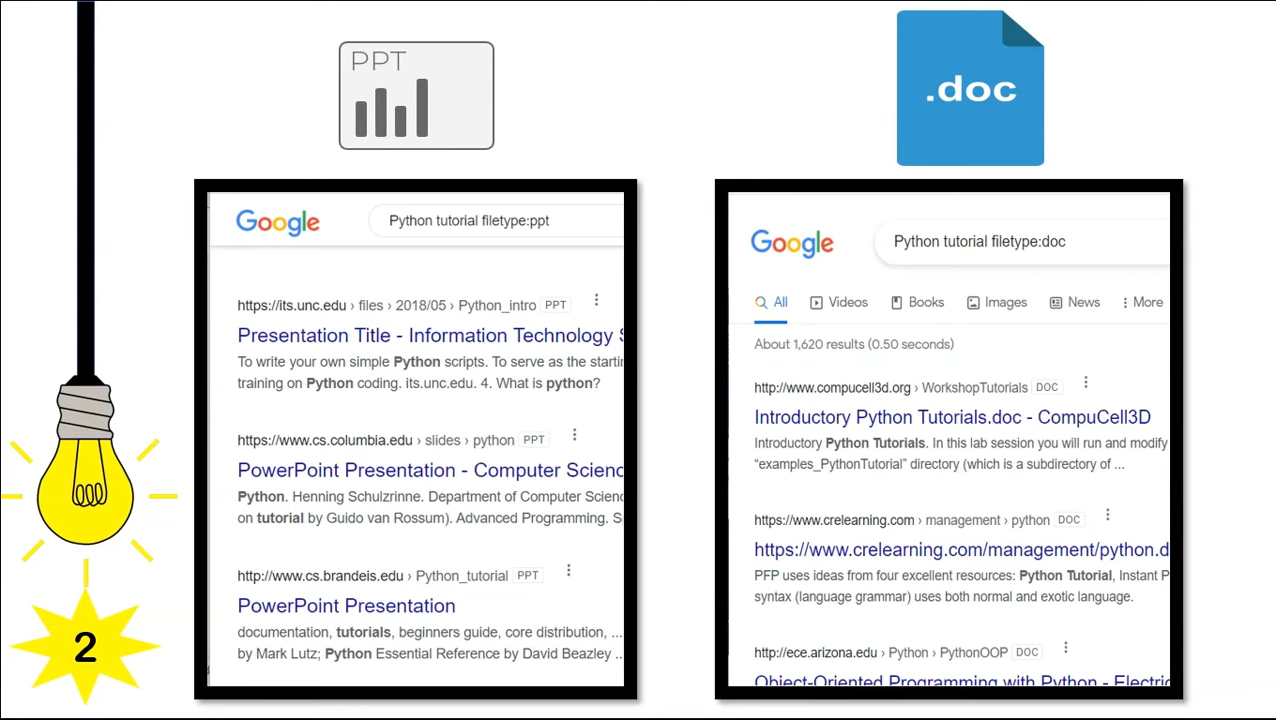 PPT
.doc
Google
Python tutorial filetype:ppt
https://its.unc.edu › files › 2018/05 › Python_intro PPT
Presentation Title - Information Technology
To write your own simple Python scripts. To serve as the
training on Python coding. its.unc.edu. 4. What is python?
https://www.cs.columbia.edu › slides › python PPT
PowerPoint Presentation - Computer
Python. Henning Schulzrinne. Department of Computer
on tutorial by Guido van Rossum). Advanced Programming. S
http://www.cs.brandeis.edu › Python_tutorial PPT
PowerPoint Presentation
documentation, tutorials, beginners guide, core distribution, ...
by Mark Lutz; Python Essential Reference by David Beazley ...
Google
Python tutorial filetype:doc
All Videos Books Images News More
About 1,620 results (0.50 seconds)
http://www.compucell3d.org › WorkshopTutorials DOC
Introductory Python Tutorials.doc - CompuCell3D
Introductory Python Tutorials. In this lab session you will run and modify
“examples_PythonTutorial” directory (which is a subdirectory of ...
https://www.crelearning.com › management › python DOC
https://www.crelearning.com/management/python.d
PFP uses ideas from four excellent resources: Python Tutorial, Instant P
syntax (language grammar) uses both normal and exotic language.
http://ece.arizona.edu › Python › PythonOOP DOC
Object-Oriented Programming with Python - Electri
2